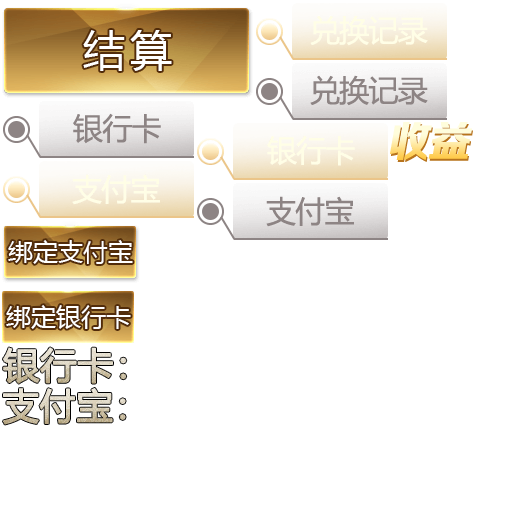 结算
兑换记录
兑换记录
银行卡
收益
银行卡
支付宝
支付宝
绑定支付宝
绑定银行卡
银行卡：
支付宝：